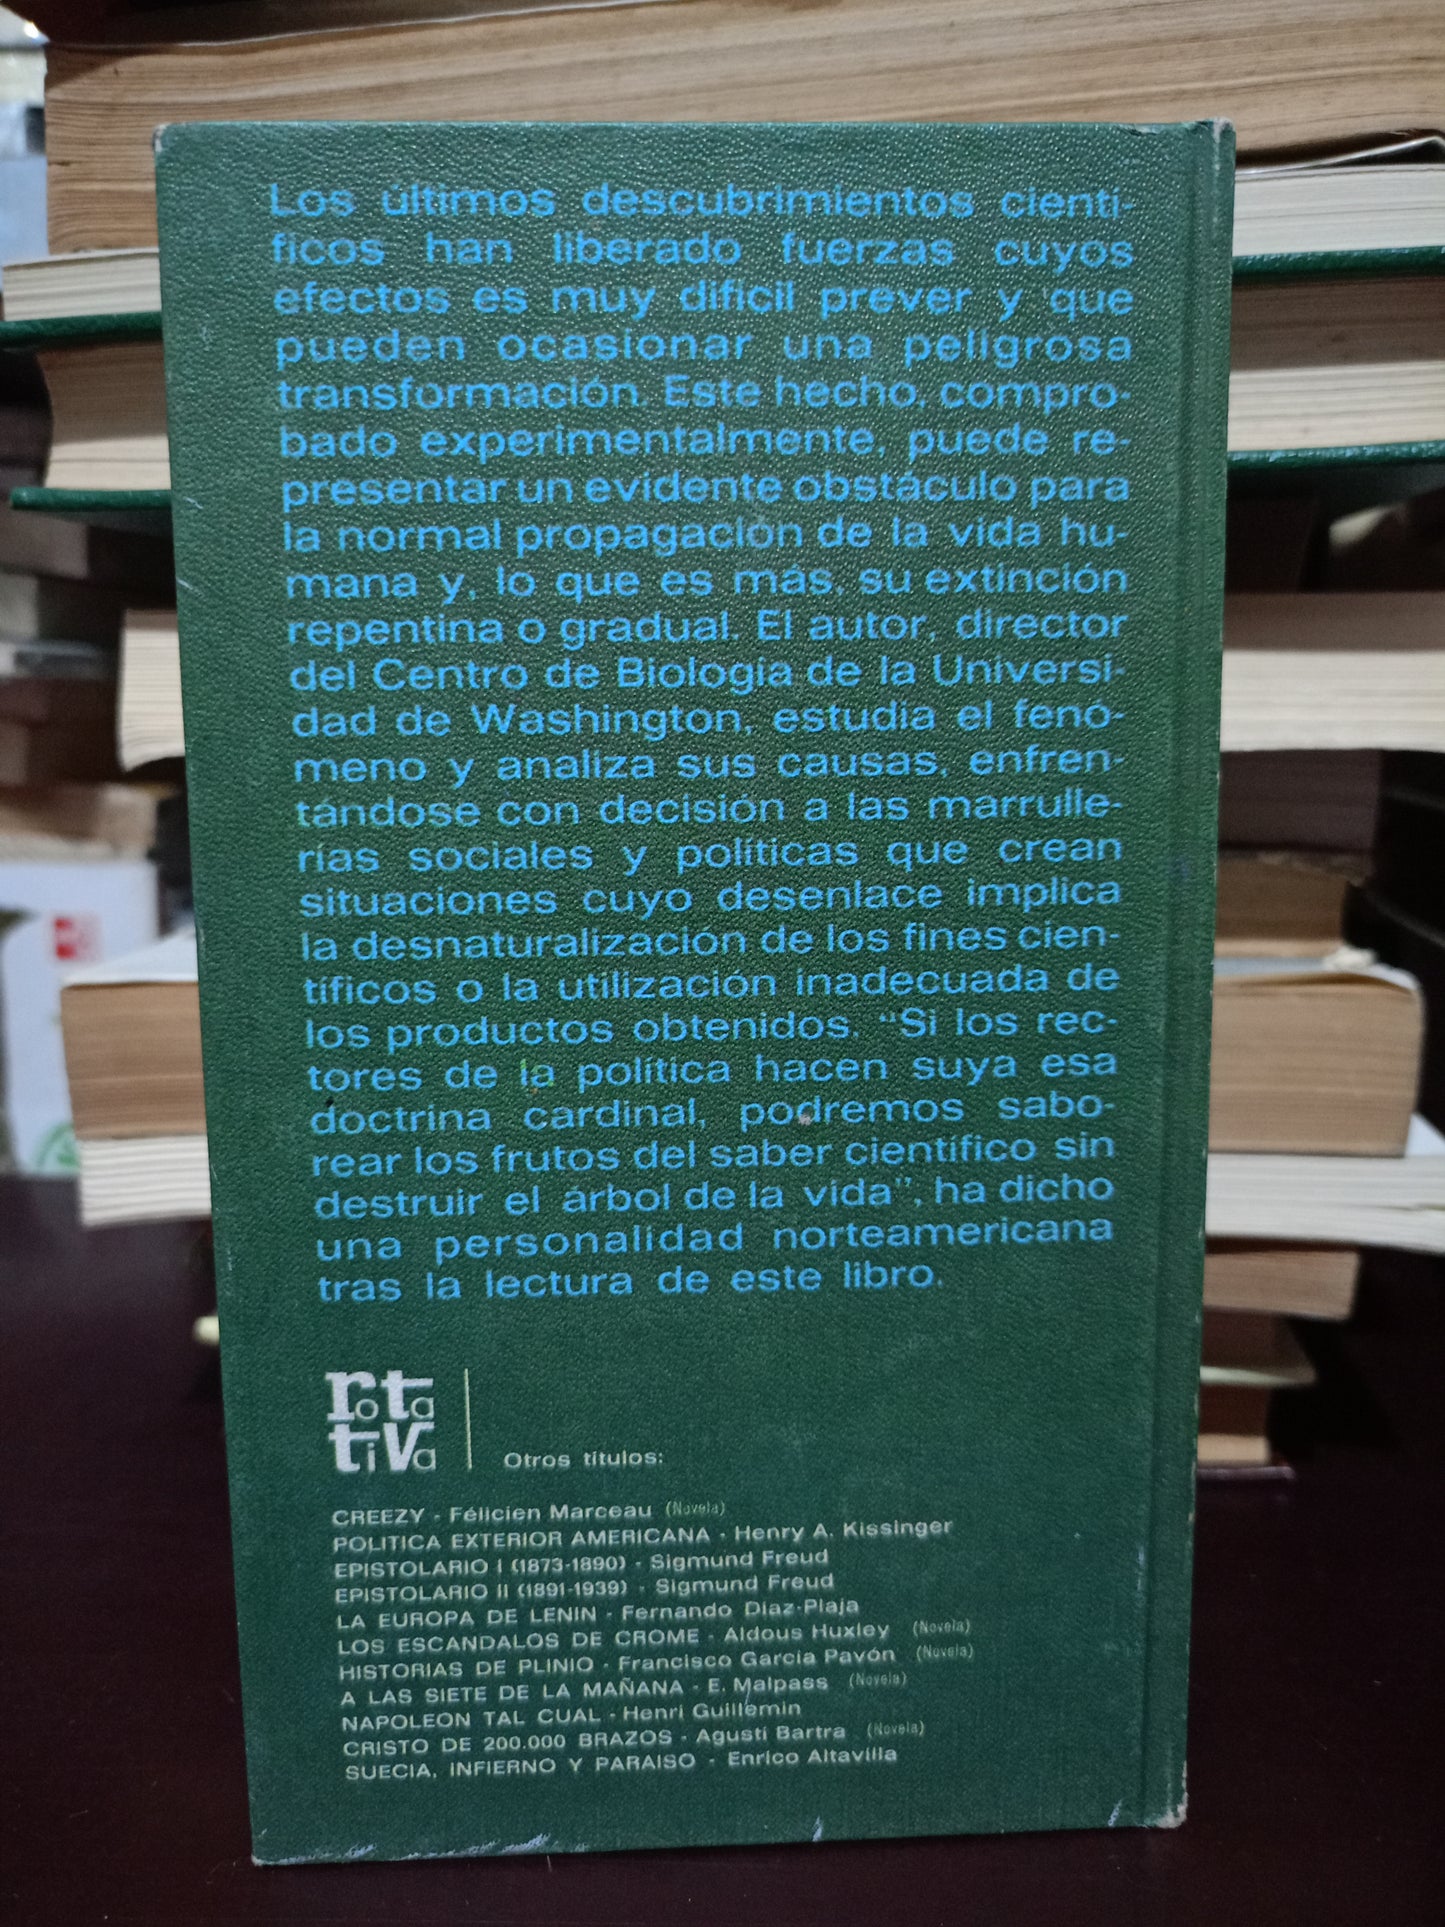 Los últimos descubrimientos cientí-
ficos han liberado fuerzas cuyos
efectos es muy difícil prever y que
pueden ocasionar una peligrosa
transformación. Este hecho, compro-
bado experimentalmente, puede re-
presentar un evidente obstáculo para
la normal propagación de la vida hu-
mana y, lo que es más, su extinción
repentina o gradual. El autor, director
del Centro de Biología de la Universi-
dad de Washington, estudia el fenó-
meno y analiza sus causas, enfren-
tándose con decisión a las marrulle-
rías sociales y políticas que crean
situaciones cuyo desenlace implica
la desnaturalización de los fines cien-
tíficos o la utilización inadecuada de
los productos obtenidos. "Si los rec-
tores de la política hacen suya esa
doctrina cardinal, podremos sabo-
rear los frutos del saber científico sin
destruir el árbol de la vida", ha dicho
una personalidad norteamericana
tras la lectura de este libro.
rota
tiva
Otros títulos:
CREEZY - Félicien Marceau (Novela)
POLITICA EXTERIOR AMERICANA - Henry A. Kissinger
EPISTOLARIO I (1873-1890) - Sigmund Freud
EPISTOLARIO II (1891-1939) - Sigmund Freud
LA EUROPA DE LENIN - Fernando Díaz-Plaja
LOS ESCANDALOS DE CROME - Aldous Huxley (Novela)
HISTORIAS DE PLINIO - Francisco García Pavón (Novela)
A LAS SIETE DE LA MAÑANA - E. Malpass (Novela)
NAPOLEON TAL CUAL - Henri Guillemin
CRISTO DE 200.000 BRAZOS - Agustí Bartra (Novela)
SUECIA, INFIERNO Y PARAISO - Enrico Altavilla